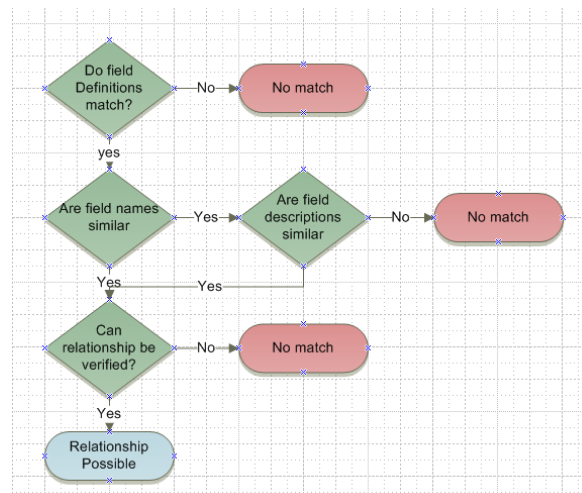 Do field
Definitions
match?
No
No match
yes
Are field names
similar
Yes
Are field
descriptions
similar
No
No match
Yes
Yes
Can
relationship be
verified?
No
No match
Yes
Relationship
Possible